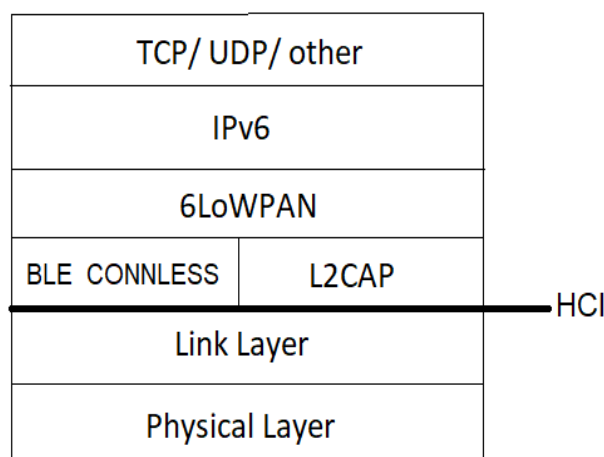 TCP/ UDP/ other
IPv6
6LoWPAN
BLE CONNLESS
L2CAP
HCI
Link Layer
Physical Layer